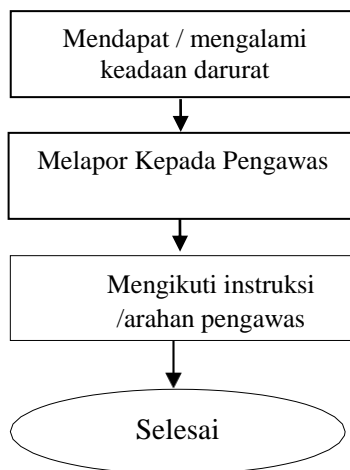 Mendapat / mengalami
keadaan darurat
Melapor Kepada Pengawas
Mengikuti instruksi
/arahan pengawas
Selesai